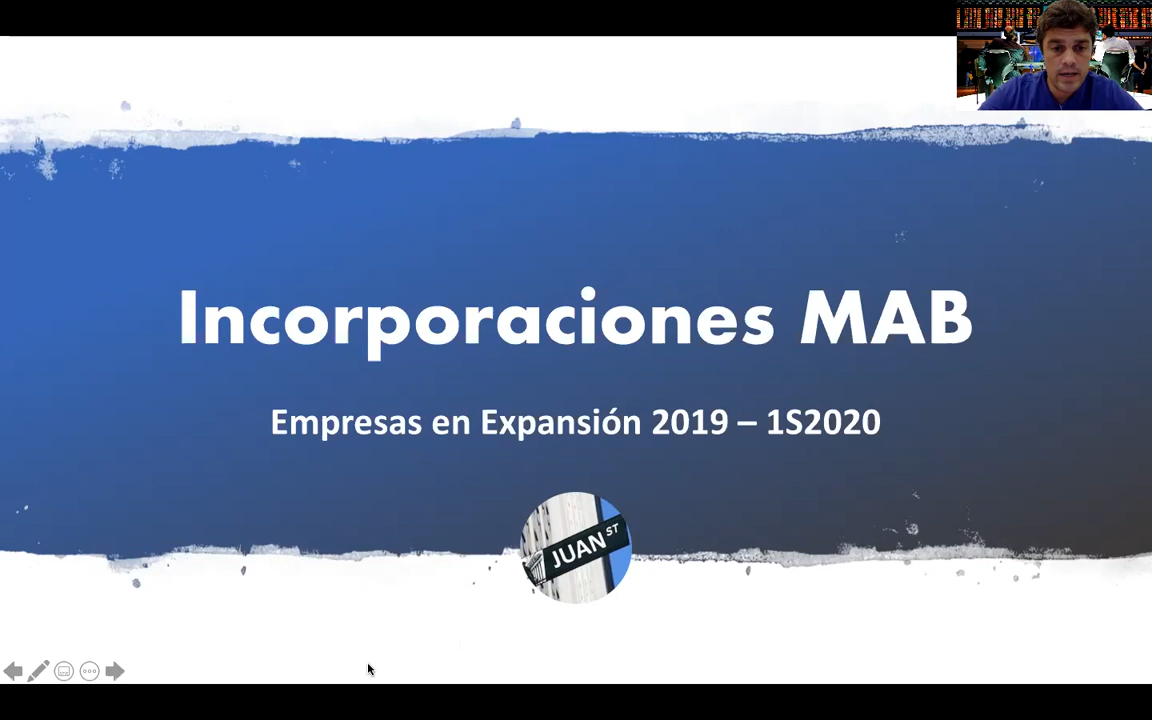 Incorporaciones MAB
Empresas en Expansión 2019 – 1S2020
JUAN ST